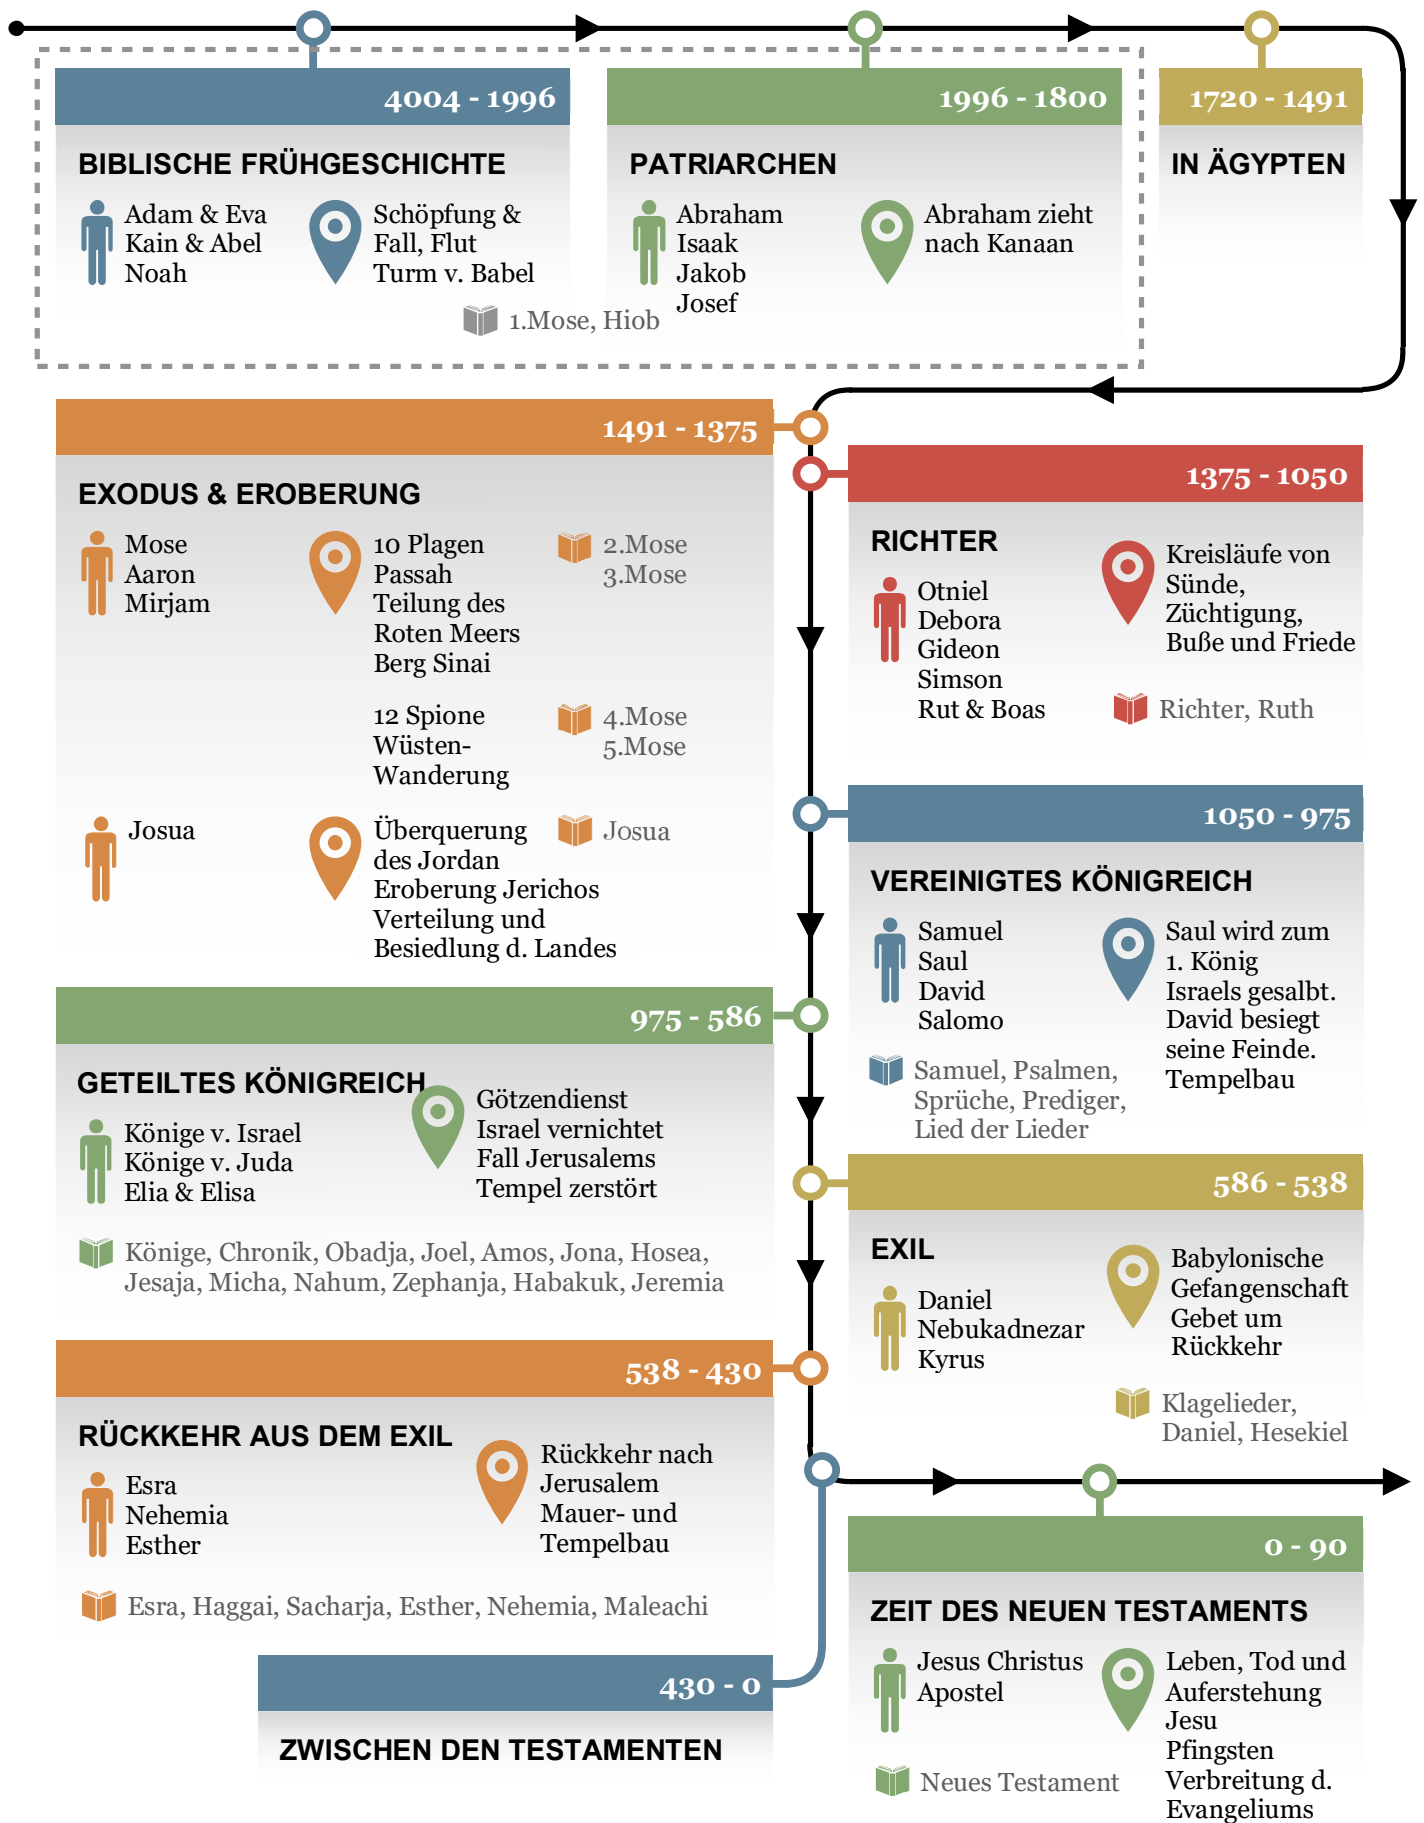 4004 - 1996
BIBLISCHE FRÜHGESCHICHTE
Adam & Eva
Kain & Abel
Noah
Schöpfung &
Fall, Flut
Turm v. Babel
1996 - 1800
PATRIARCHEN
Abraham
Isaak
Jakob
Josef
Abraham zieht
nach Kanaan
1.Mose, Hiob
1720 - 1491
IN ÄGYPTEN
1491 - 1375
EXODUS & EROBERUNG
Mose
Aaron
Mirjam
10 Plagen
Passah
Teilung des
Roten Meers
Berg Sinai
2.Mose
3.Mose
12 Spione
Wüsten-
Wanderung
4.Mose
5.Mose
Josua
Überquerung
des Jordan
Eroberung Jerichos
Verteilung und
Besiedlung d. Landes
Josua
1375 - 1050
RICHTER
Otniel
Debora
Gideon
Simson
Rut & Boas
Kreisläufe von
Sünde,
Züchtigung,
Buße und Friede
Richter, Ruth
1050 - 975
VEREINIGTES KÖNIGREICH
Samuel
Saul
David
Salomo
Saul wird zum
1. König
Israels gesalbt.
David besiegt
seine Feinde.
Tempelbau
Samuel, Psalmen,
Sprüche, Prediger,
Lied der Lieder
975 - 586
GETEILTES KÖNIGREICH
Könige v. Israel
Könige v. Juda
Elia & Elisa
Götzendienst
Israel vernichtet
Fall Jerusalems
Tempel zerstört
Könige, Chronik, Obadja, Joel, Amos, Jona, Hosea,
Jesaja, Micha, Nahum, Zephanja, Habakuk, Jeremia
586 - 538
EXIL
Daniel
Nebukadnezar
Kyrus
Babylonische
Gefangenschaft
Gebet um
Rückkehr
Klagelieder,
Daniel, Hesekiel
538 - 430
RÜCKKEHR AUS DEM EXIL
Esra
Nehemia
Esther
Rückkehr nach
Jerusalem
Mauer- und
Tempelbau
Esra, Haggai, Sacharja, Esther, Nehemia, Maleachi
430 - 0
ZWISCHEN DEN TESTAMENTEN
0 - 90
ZEIT DES NEUEN TESTAMENTS
Jesus Christus
Apostel
Leben, Tod und
Auferstehung
Jesu
Pfingsten
Verbreitung d.
Evangeliums
Neues Testament